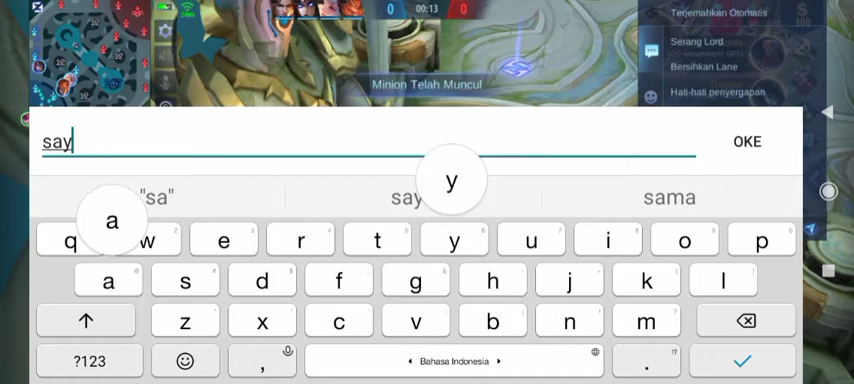 0 00:13 0
Terjemahkan Otomatis
Serang Lord
Bersihkan Lane
Hati-hati penyergapan
Minion Telah Muncul
say
OKE
"sa" say sama
a y
q w e r t y u i o p
a s d f g h j k l
z x c v b n m
?123 , Bahasa Indonesia .